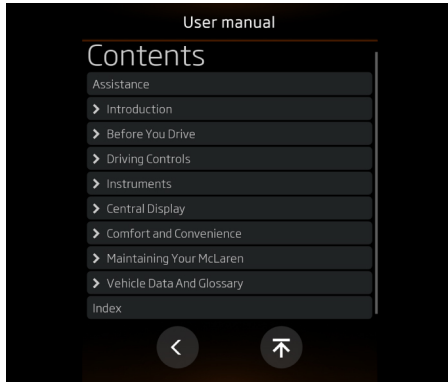 User manual
Contents
Assistance
Introduction
Before You Drive
Driving Controls
Instruments
Central Display
Comfort and Convenience
Maintaining Your McLaren
Vehicle Data And Glossary
Index